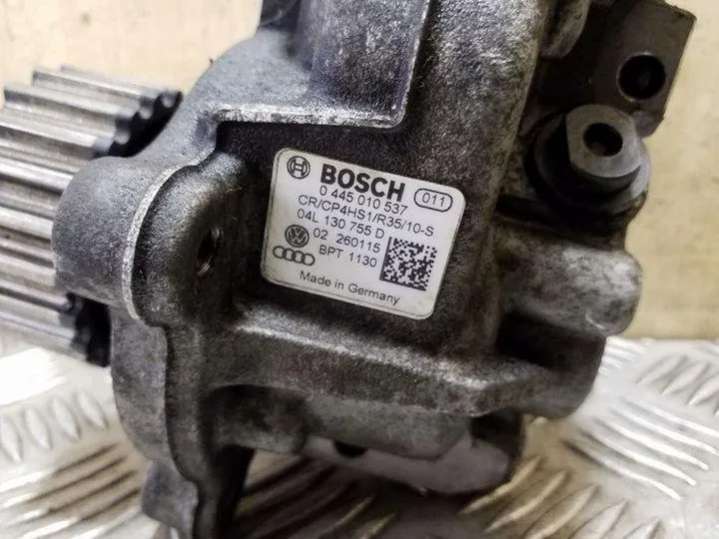 BOSCH 011
0 445 010 537
CR/CP4HS1/R35/10-S
04L 130 755 D
02 260115
BPT 1130
Made in Germany